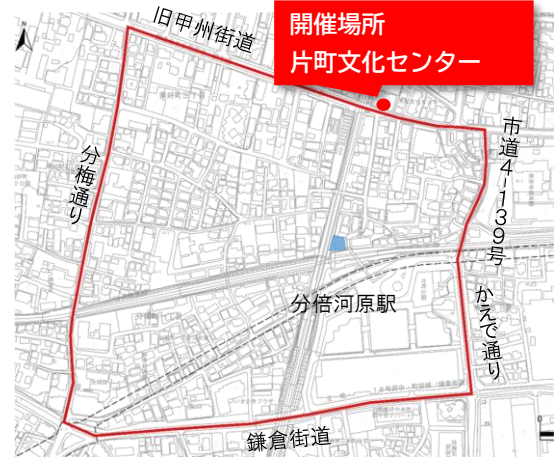 N
旧甲州街道
開催場所
片町文化センター
市道4-139号
分梅通り
分倍河原駅
かえで通り
鎌倉街道